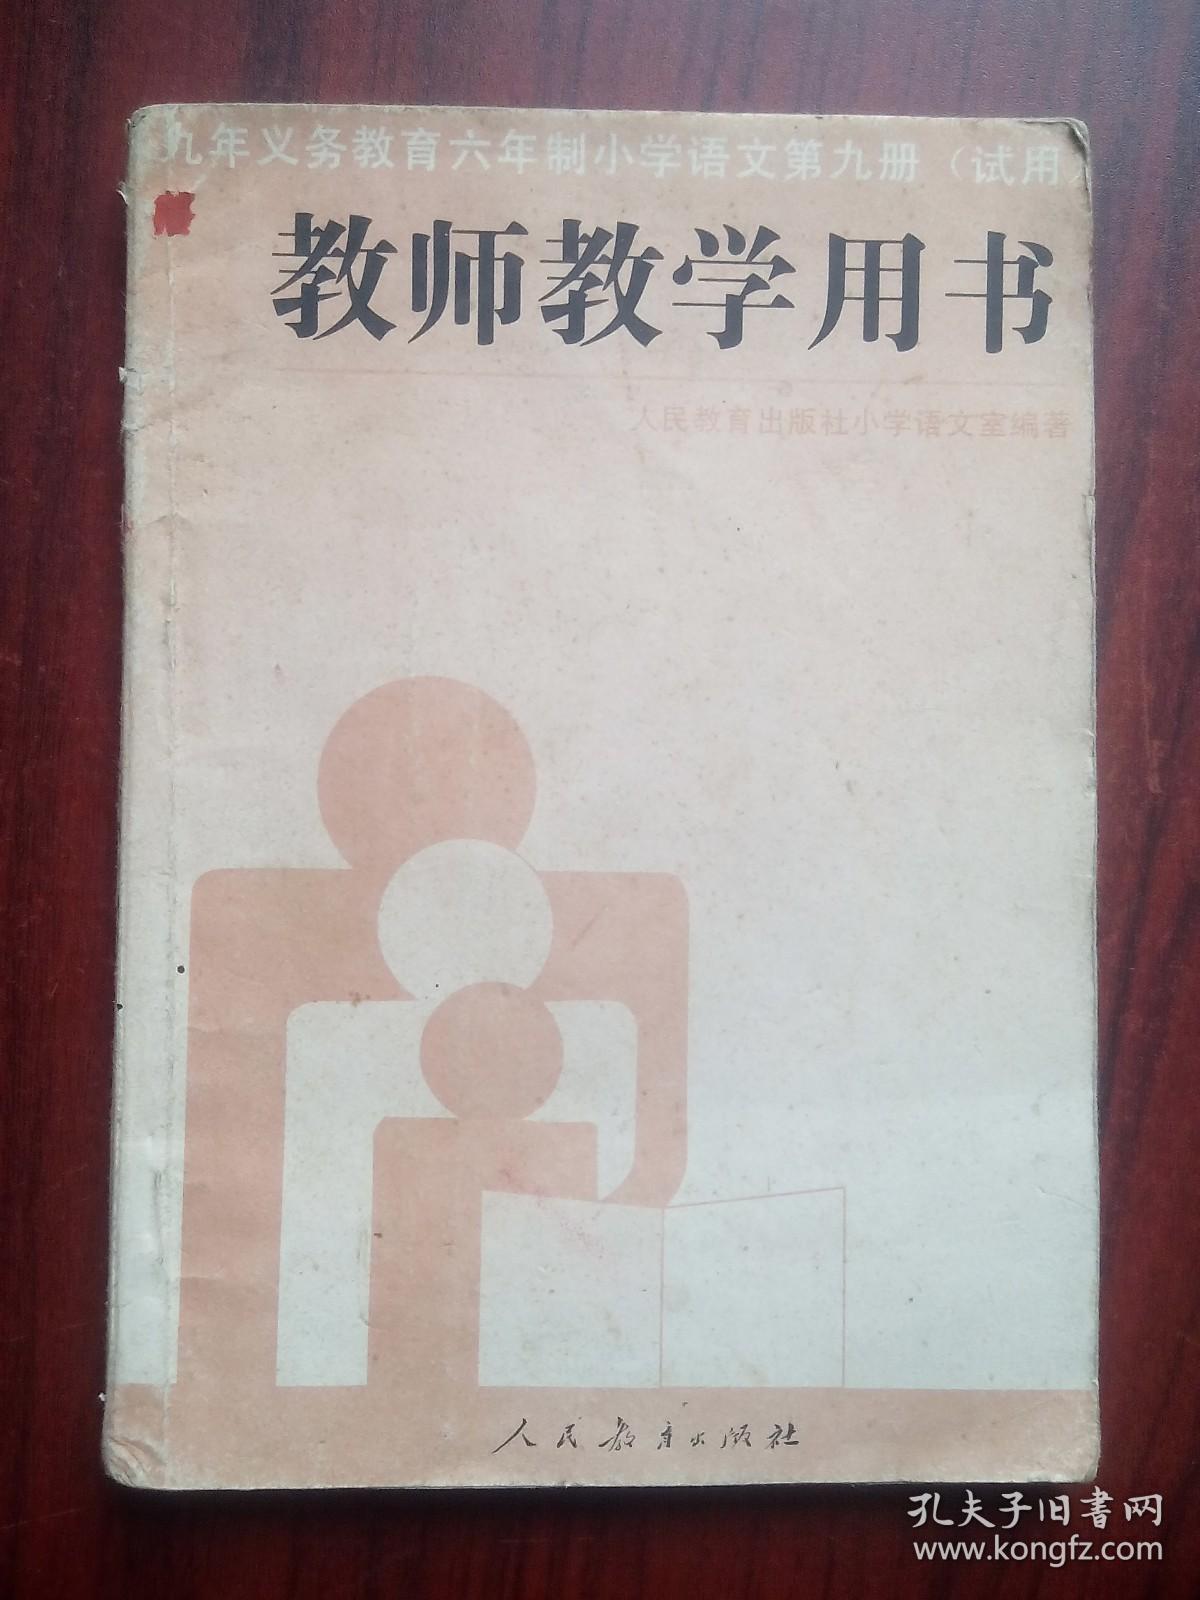 九年义务教育六年制小学语文第九册（试用）
教师教学用书
人民教育出版社小学语文室编著
人民教育出版社
孔夫子旧書网
www.kongfz.com